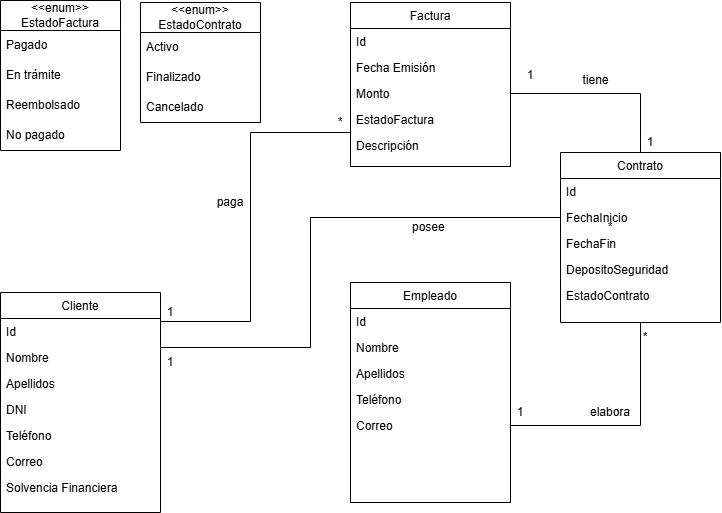 <<enum>>
EstadoFactura
Pagado
En trámite
Reembolsado
No pagado
<<enum>>
EstadoContrato
Activo
Finalizado
Cancelado
Factura
Id
Fecha Emisión
Monto
EstadoFactura
Descripción
1
tiene
1
*
paga
1
Contrato
Id
FechaInicio
*
FechaFin
DepositoSeguridad
EstadoContrato
posee
Cliente
Id
Nombre
Apellidos
DNI
Teléfono
Correo
Solvencia Financiera
1
Empleado
Id
Nombre
Apellidos
Teléfono
Correo
1
elabora
*